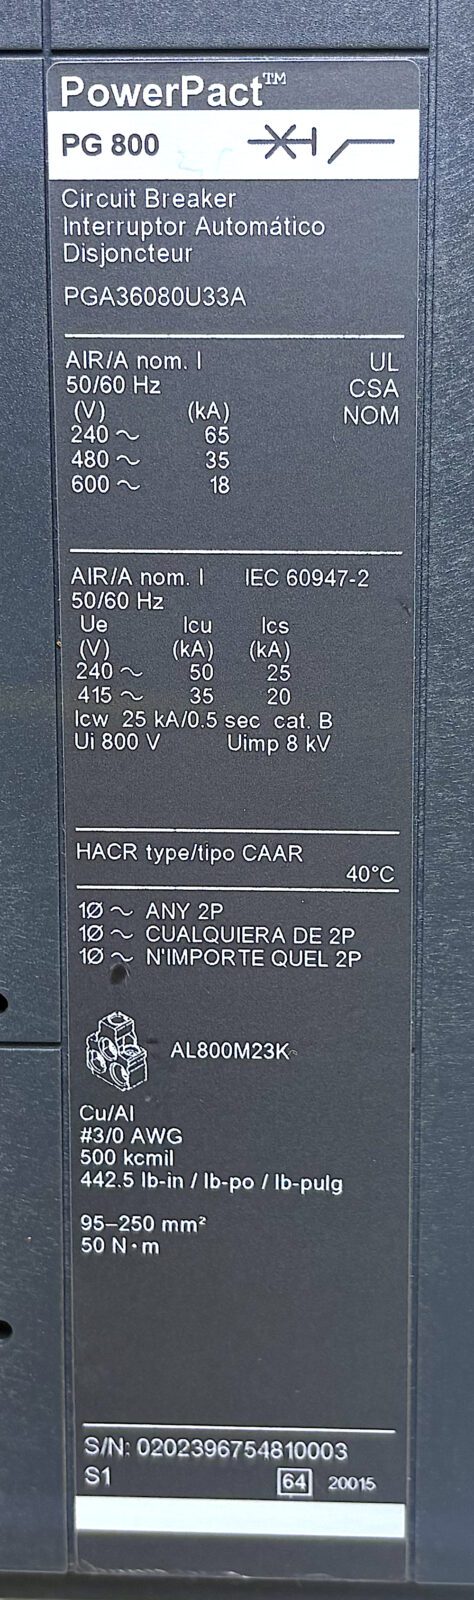 PowerPact™
PG 800
Circuit Breaker
Interruptor Automático
Disjoncteur
PGA36080U33A
AIR/A nom. I UL
50/60 Hz CSA
(V) (kA) NOM
240 ~ 65
480 ~ 35
600 ~ 18
AIR/A nom. I IEC 60947-2
50/60 Hz
Ue Icu Ics
(V) (kA) (kA)
240 ~ 50 25
415 ~ 35 20
Icw 25 kA/0.5 sec cat. B
Ui 800 V Uimp 8 kV
HACR type/tipo CAAR
40°C
1Ø ~ ANY 2P
1Ø ~ CUALQUIERA DE 2P
1Ø ~ N'IMPORTE QUEL 2P
AL800M23K
Cu/Al
#3/0 AWG
500 kcmil
442.5 lb-in / lb-po / lb-pulg
95–250 mm²
50 N·m
S/N: 0202396754810003
S1 64 20015